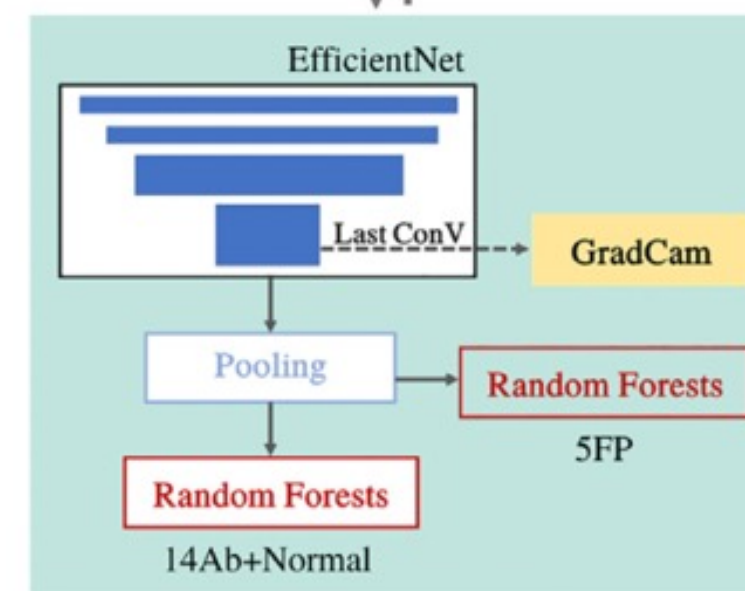 EfficientNet
Last ConV
GradCam
Pooling
Random Forests
5FP
Random Forests
14Ab+Normal